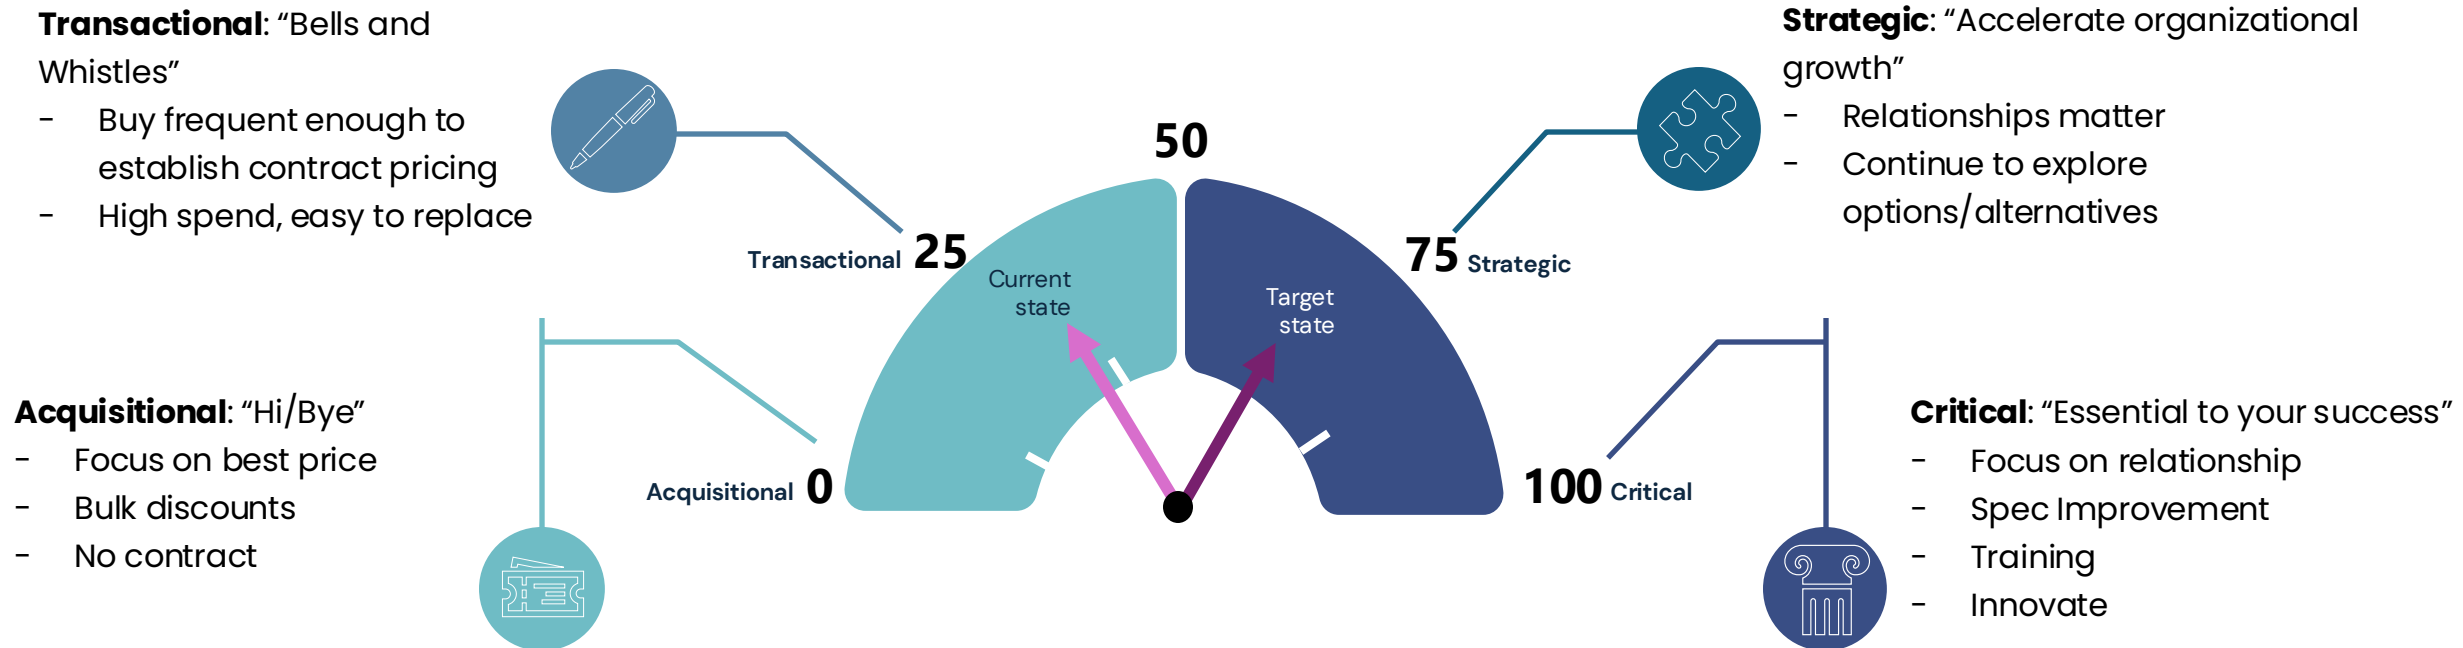 Transactional: “Bells and
Whistles”
- Buy frequent enough to
establish contract pricing
- High spend, easy to replace
Strategic: “Accelerate organizational
growth”
- Relationships matter
- Continue to explore
options/alternatives
50
Transactional 25
75 Strategic
Current
state
Target
state
Acquisitional: “Hi/Bye”
- Focus on best price
- Bulk discounts
- No contract
Acquisitional 0
100 Critical
Critical: “Essential to your success”
- Focus on relationship
- Spec Improvement
- Training
- Innovate